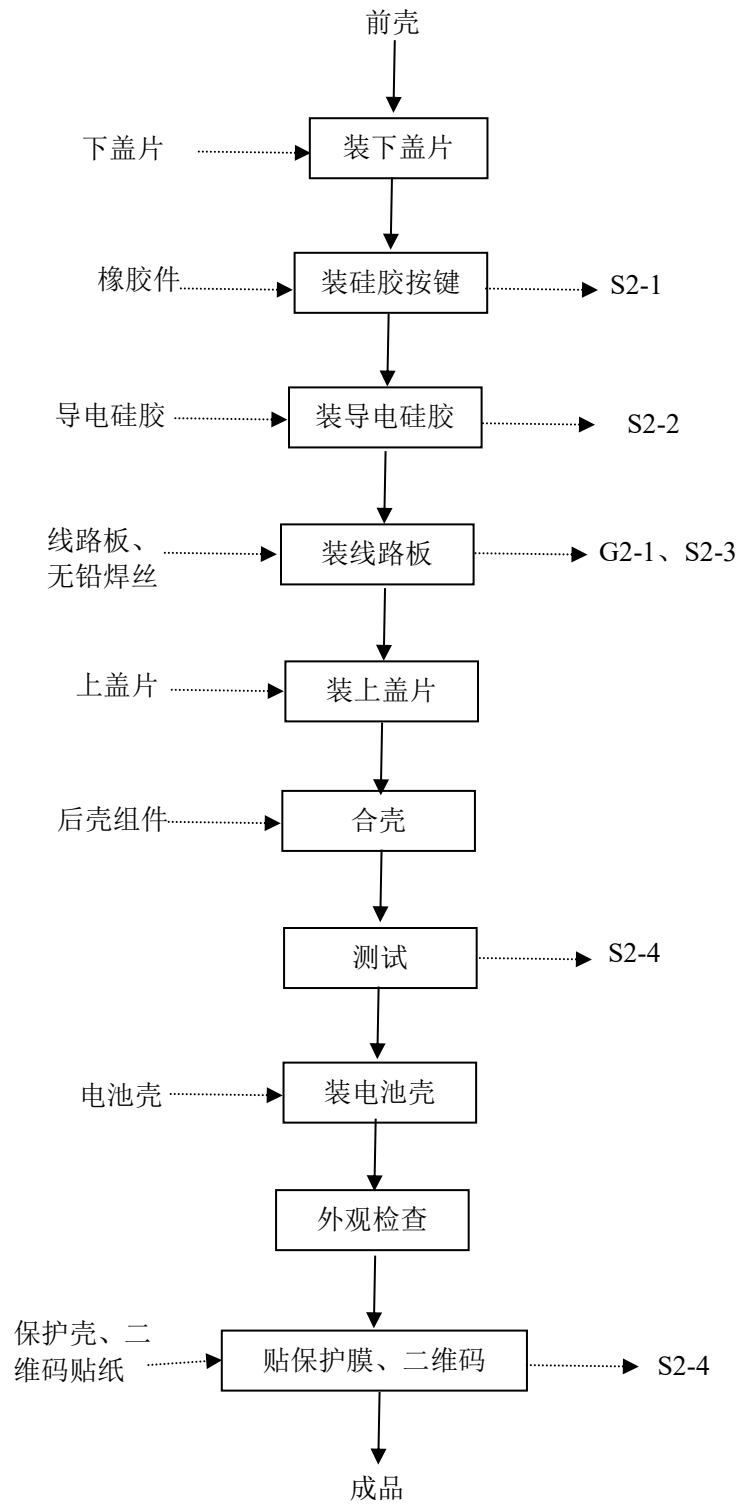 前壳
下盖片
装下盖片
橡胶件
装硅胶按键
S2-1
导电硅胶
装导电硅胶
S2-2
线路板、
无铅焊丝
装线路板
G2-1、S2-3
上盖片
装上盖片
后壳组件
合壳
测试
S2-4
电池壳
装电池壳
外观检查
保护壳、二
维码贴纸
贴保护膜、二维码
S2-4
成品